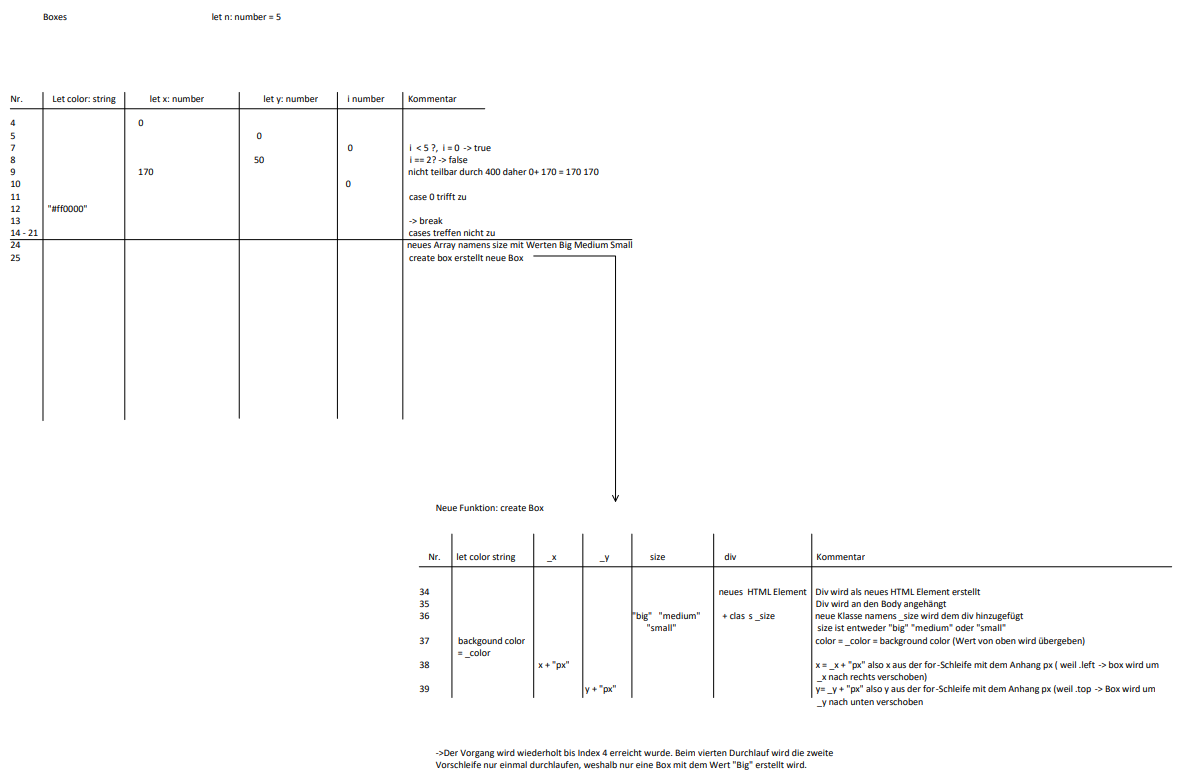 Boxes let n: number = 5
Nr. Let color: string let x: number let y: number i number Kommentar
4 0
5 0
7 0 i < 5 ?, i = 0 -> true
8 50 i == 2? -> false
9 170 nicht teilbar durch 400 daher 0+ 170 = 170 170
10 0
11 case 0 trifft zu
12 "#ff0000"
13 -> break
14 - 21 cases treffen nicht zu
24 neues Array namens size mit Werten Big Medium Small
25 create box erstellt neue Box
Neue Funktion: create Box
Nr. let color string _x _y size div Kommentar
34 neues HTML Element Div wird als neues HTML Element erstellt
35 Div wird an den Body angehängt
36 "big" "medium" + clas s _size neue Klasse namens _size wird dem div hinzugefügt
"small" size ist entweder "big" "medium" oder "small"
37 backgound color color = _color = background color (Wert von oben wird übergeben)
= _color
38 x + "px" x = _x + "px" also x aus der for-Schleife mit dem Anhang px ( weil .left -> box wird um
_x nach rechts verschoben)
39 y + "px" y= _y + "px" also y aus der for-Schleife mit dem Anhang px (weil .top -> Box wird um
_y nach unten verschoben
->Der Vorgang wird wiederholt bis Index 4 erreicht wurde. Beim vierten Durchlauf wird die zweite
Vorschleife nur einmal durchlaufen, weshalb nur eine Box mit dem Wert "Big" erstellt wird.